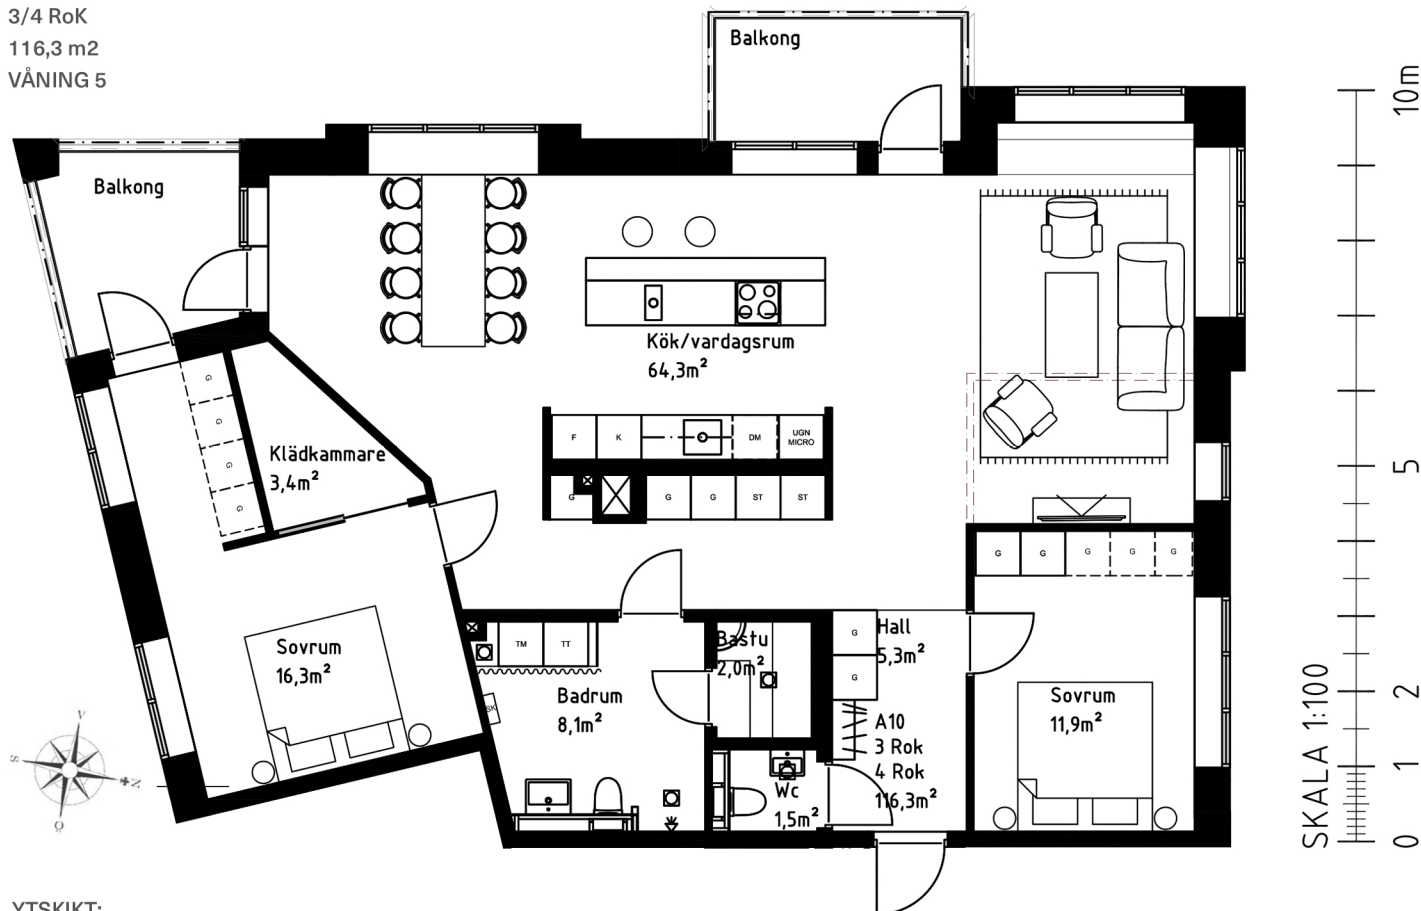 3/4 RoK
116,3 m2
VÅNING 5
Balkong
Balkong
Kök/vardagsrum
64,3m²
F
K
DM
UGN
MICRO
G
G
G
ST
ST
G
G
G
G
Klädkammare
3,4m²
G
G
G
G
G
Sovrum
16,3m²
TM
TT
SK
Badrum
8,1m²
Bastu
2,0m²
G
G
Hall
5,3m²
A10
3 Rok
4 Rok
116,3m²
Wc
1,5m²
Sovrum
11,9m²
V
S
N
Ö
10m
5
2
1
0
SKALA 1:100
YTSKIKT: